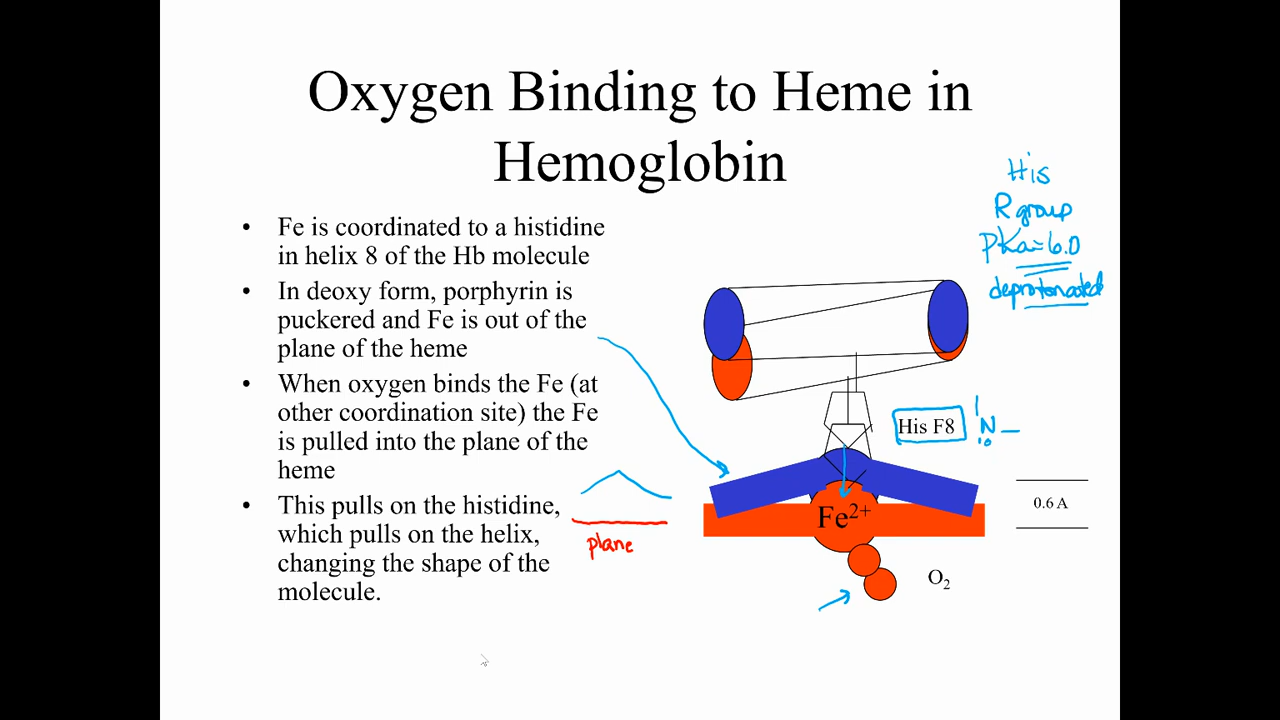 Oxygen Binding to Heme in
Hemoglobin
• Fe is coordinated to a histidine
in helix 8 of the Hb molecule
• In deoxy form, porphyrin is
puckered and Fe is out of the
plane of the heme
• When oxygen binds the Fe (at
other coordination site) the Fe
is pulled into the plane of the
heme
• This pulls on the histidine,
which pulls on the helix,
changing the shape of the
molecule.
plane
His
R group
pKa=6.0
deprotonated
His F8
N
Fe2+
0.6 A
O2